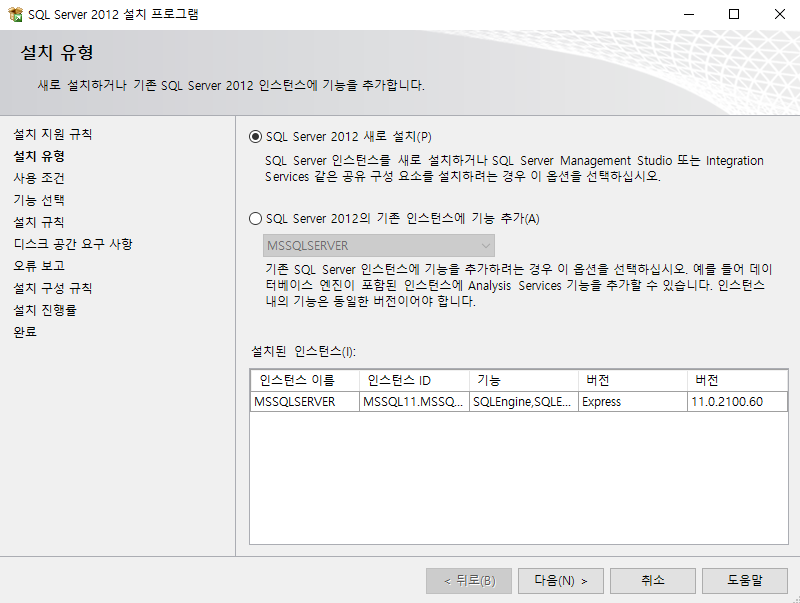 SQL Server 2012 설치 프로그램
설치 유형
새로 설치하거나 기존 SQL Server 2012 인스턴스에 기능을 추가합니다.
설치 지원 규칙
설치 유형
사용 조건
기능 선택
설치 규칙
디스크 공간 요구 사항
오류 보고
설치 구성 규칙
설치 진행률
완료
SQL Server 2012 새로 설치(P)
SQL Server 인스턴스를 새로 설치하거나 SQL Server Management Studio 또는 Integration
Services 같은 공유 구성 요소를 설치하려는 경우 이 옵션을 선택하십시오.
SQL Server 2012의 기존 인스턴스에 기능 추가(A)
MSSQLSERVER
기존 SQL Server 인스턴스에 기능을 추가하려는 경우 이 옵션을 선택하십시오. 예를 들어 데이
터베이스 엔진이 포함된 인스턴스에 Analysis Services 기능을 추가할 수 있습니다. 인스턴스
내의 기능은 동일한 버전이어야 합니다.
설치된 인스턴스(I):
인스턴스 이름 인스턴스 ID 기능 버전 버전
MSSQLSERVER MSSQL11.MSSQ... SQLEngine,SQLE... Express 11.0.2100.60
< 뒤로(B) 다음(N) > 취소 도움말